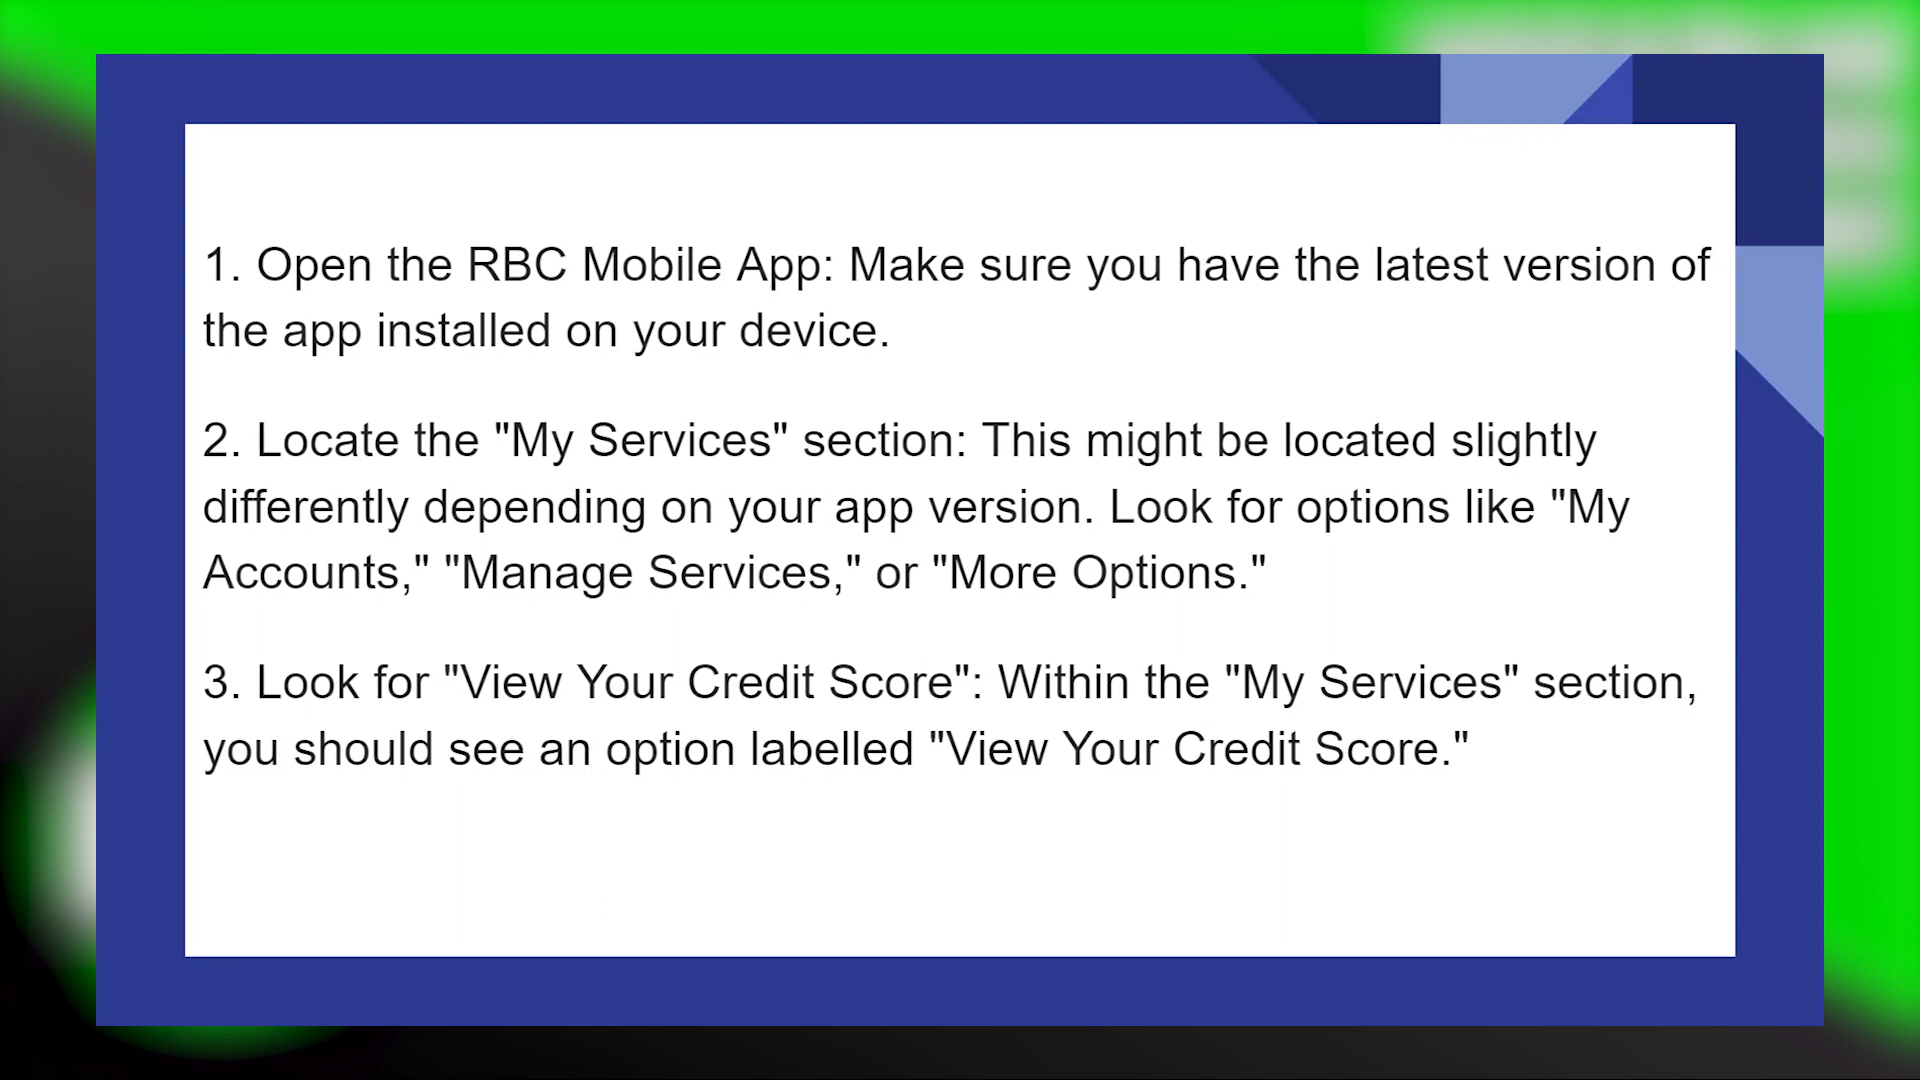 1. Open the RBC Mobile App: Make sure you have the latest version of
the app installed on your device.
2. Locate the "My Services" section: This might be located slightly
differently depending on your app version. Look for options like "My
Accounts," "Manage Services," or "More Options."
3. Look for "View Your Credit Score": Within the "My Services" section,
you should see an option labelled "View Your Credit Score."